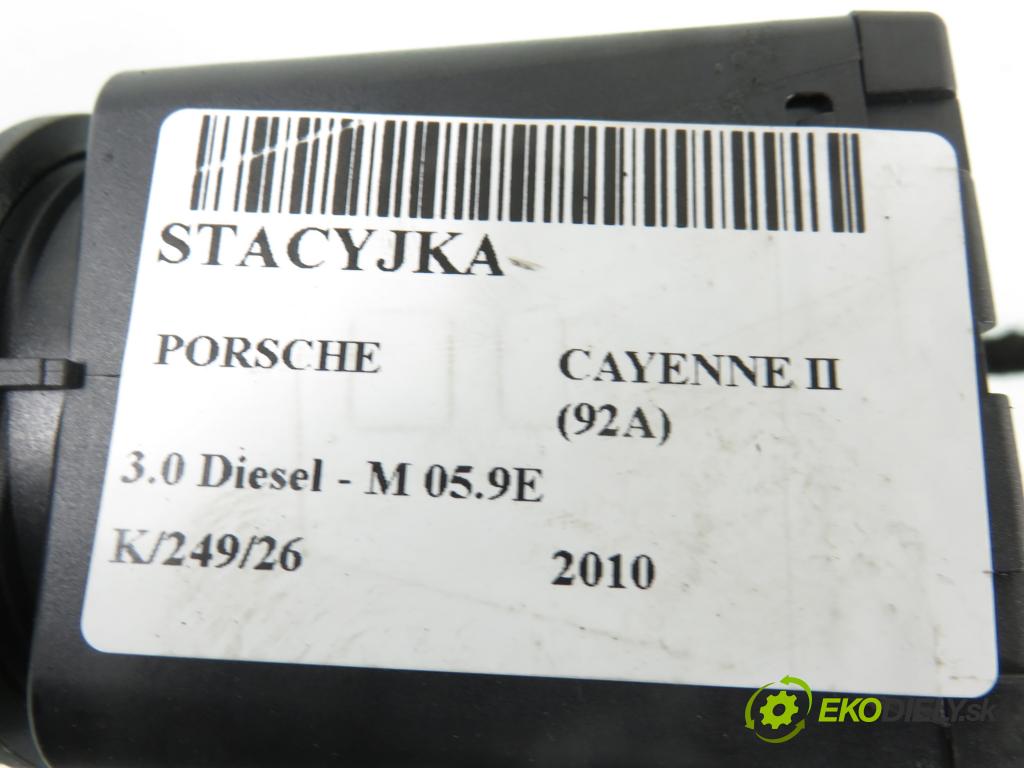 STACYJKA
PORSCHE CAYENNE II
(92A)
3.0 Diesel - M 05.9E
K/249/26 2010
EKODIELY.sk